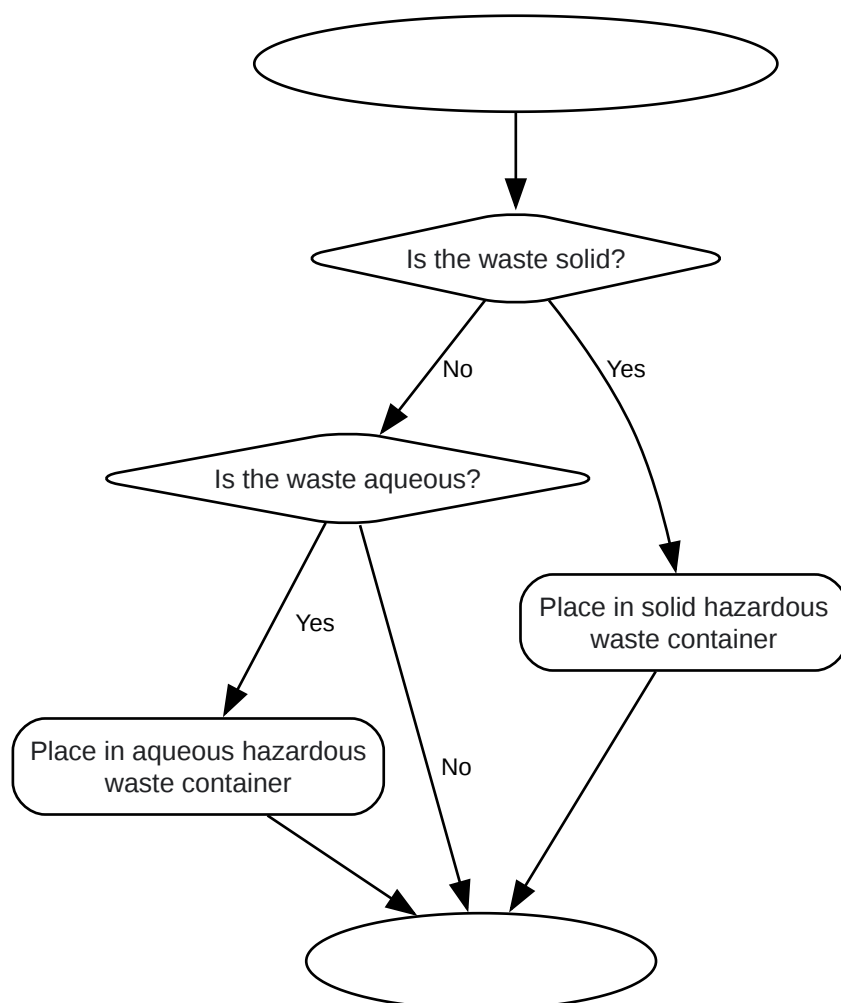 Is the waste solid?
No
Yes
Is the waste aqueous?
Place in solid hazardous
waste container
Yes
Place in aqueous hazardous
waste container
No